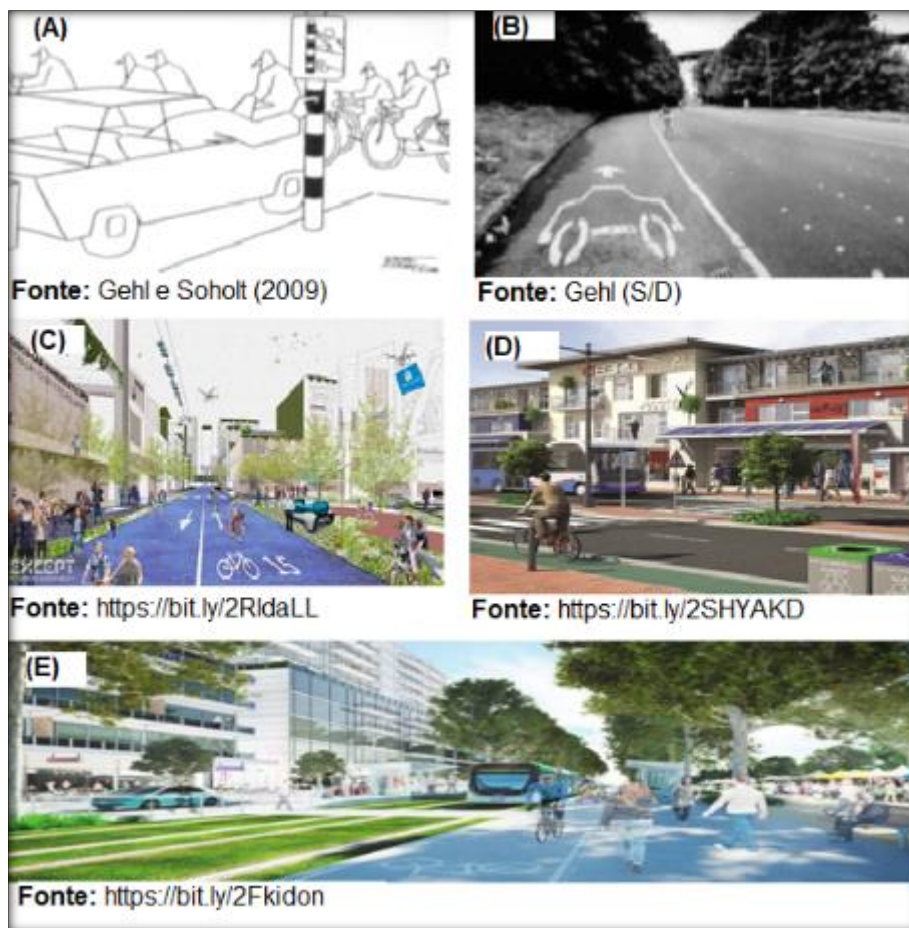 (A)
(B)
Fonte: Gehl e Soholt (2009)
Fonte: Gehl (S/D)
(C)
(D)
EXCEPT
Fonte: https://bit.ly/2RldaLL
Fonte: https://bit.ly/2SHYAKD
(E)
Fonte: https://bit.ly/2Fkidon